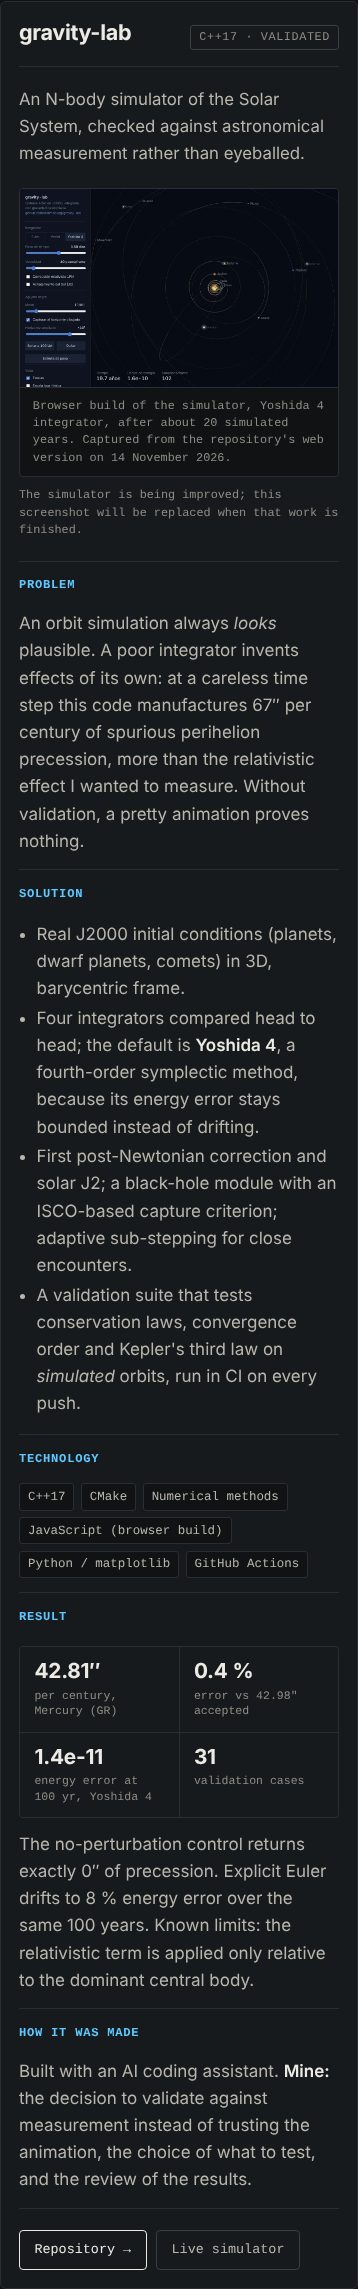 gravity-lab
C++17 · VALIDATED
An N-body simulator of the Solar
System, checked against astronomical
measurement rather than eyeballed.
gravity-lab
19.7 años
1.6e-10
102
Browser build of the simulator, Yoshida 4
integrator, after about 20 simulated
years. Captured from the repository's web
version on 14 November 2026.
The simulator is being improved; this
screenshot will be replaced when that work is
finished.
PROBLEM
An orbit simulation always looks
plausible. A poor integrator invents
effects of its own: at a careless time
step this code manufactures 67″ per
century of spurious perihelion
precession, more than the relativistic
effect I wanted to measure. Without
validation, a pretty animation proves
nothing.
SOLUTION
• Real J2000 initial conditions (planets,
dwarf planets, comets) in 3D,
barycentric frame.
• Four integrators compared head to
head; the default is Yoshida 4, a
fourth-order symplectic method,
because its energy error stays
bounded instead of drifting.
• First post-Newtonian correction and
solar J2; a black-hole module with an
ISCO-based capture criterion;
adaptive sub-stepping for close
encounters.
• A validation suite that tests
conservation laws, convergence
order and Kepler's third law on
simulated orbits, run in CI on every
push.
TECHNOLOGY
C++17 CMake Numerical methods
JavaScript (browser build)
Python / matplotlib GitHub Actions
RESULT
42.81″
per century,
Mercury (GR)
0.4 %
error vs 42.98″
accepted
1.4e-11
energy error at
100 yr, Yoshida 4
31
validation cases
The no-perturbation control returns
exactly 0″ of precession. Explicit Euler
drifts to 8 % energy error over the
same 100 years. Known limits: the
relativistic term is applied only relative
to the dominant central body.
HOW IT WAS MADE
Built with an AI coding assistant. Mine:
the decision to validate against
measurement instead of trusting the
animation, the choice of what to test,
and the review of the results.
Repository →
Live simulator